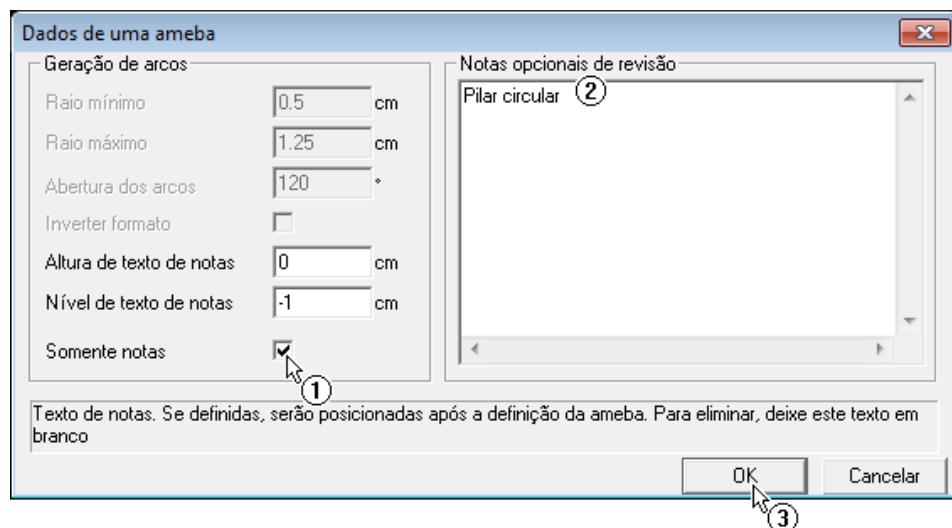 Dados de uma ameba
Geração de arcos
Raio mínimo 0.5 cm
Raio máximo 1.25 cm
Abertura dos arcos 120 °
Inverter formato
Altura de texto de notas 0 cm
Nível de texto de notas -1 cm
Somente notas
1
Notas opcionais de revisão
Pilar circular 2
Texto de notas. Se definidas, serão posicionadas após a definição da ameba. Para eliminar, deixe este texto em
branco
OK Cancelar
3